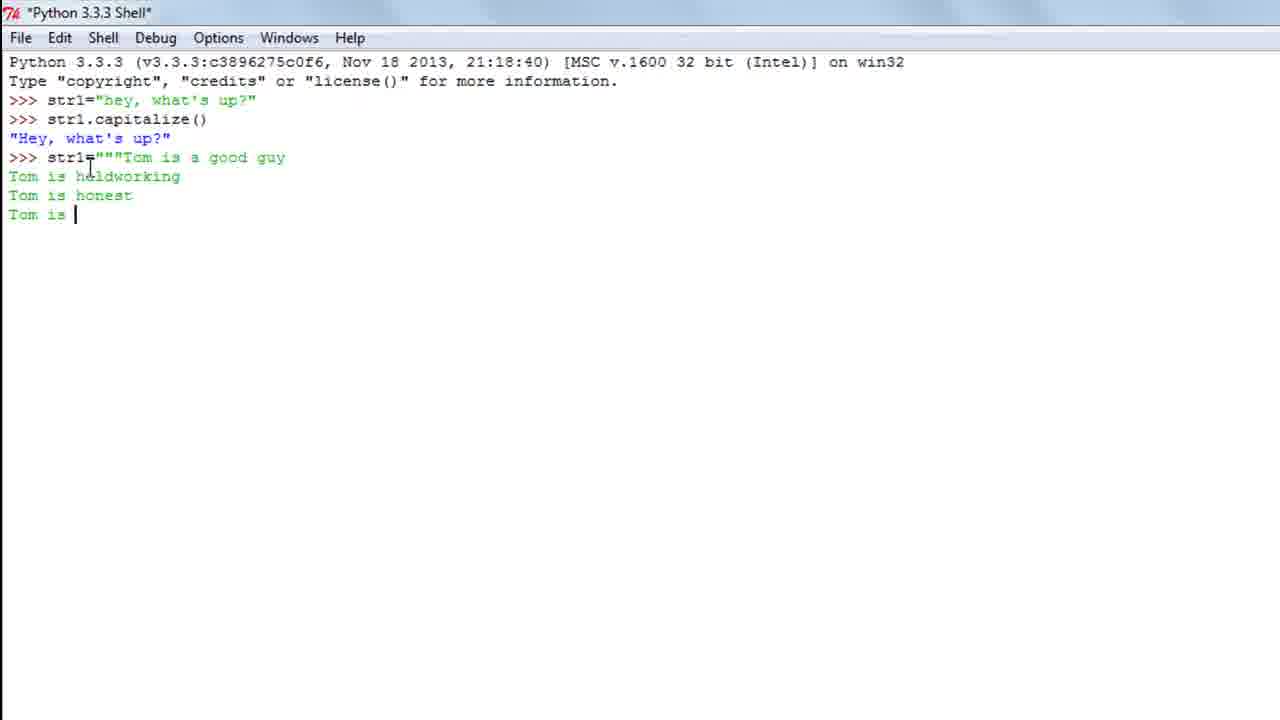 *Python 3.3.3 Shell*
File Edit Shell Debug Options Windows Help
Python 3.3.3 (v3.3.3:c3896275c0f6, Nov 18 2013, 21:18:40) [MSC v.1600 32 bit (Intel)] on win32
Type "copyright", "credits" or "license()" for more information.
>>> str1="hey, what's up?"
>>> str1.capitalize()
"Hey, what's up?"
>>> str1="""Tom is a good guy
Tom is haldworking
Tom is honest
Tom is